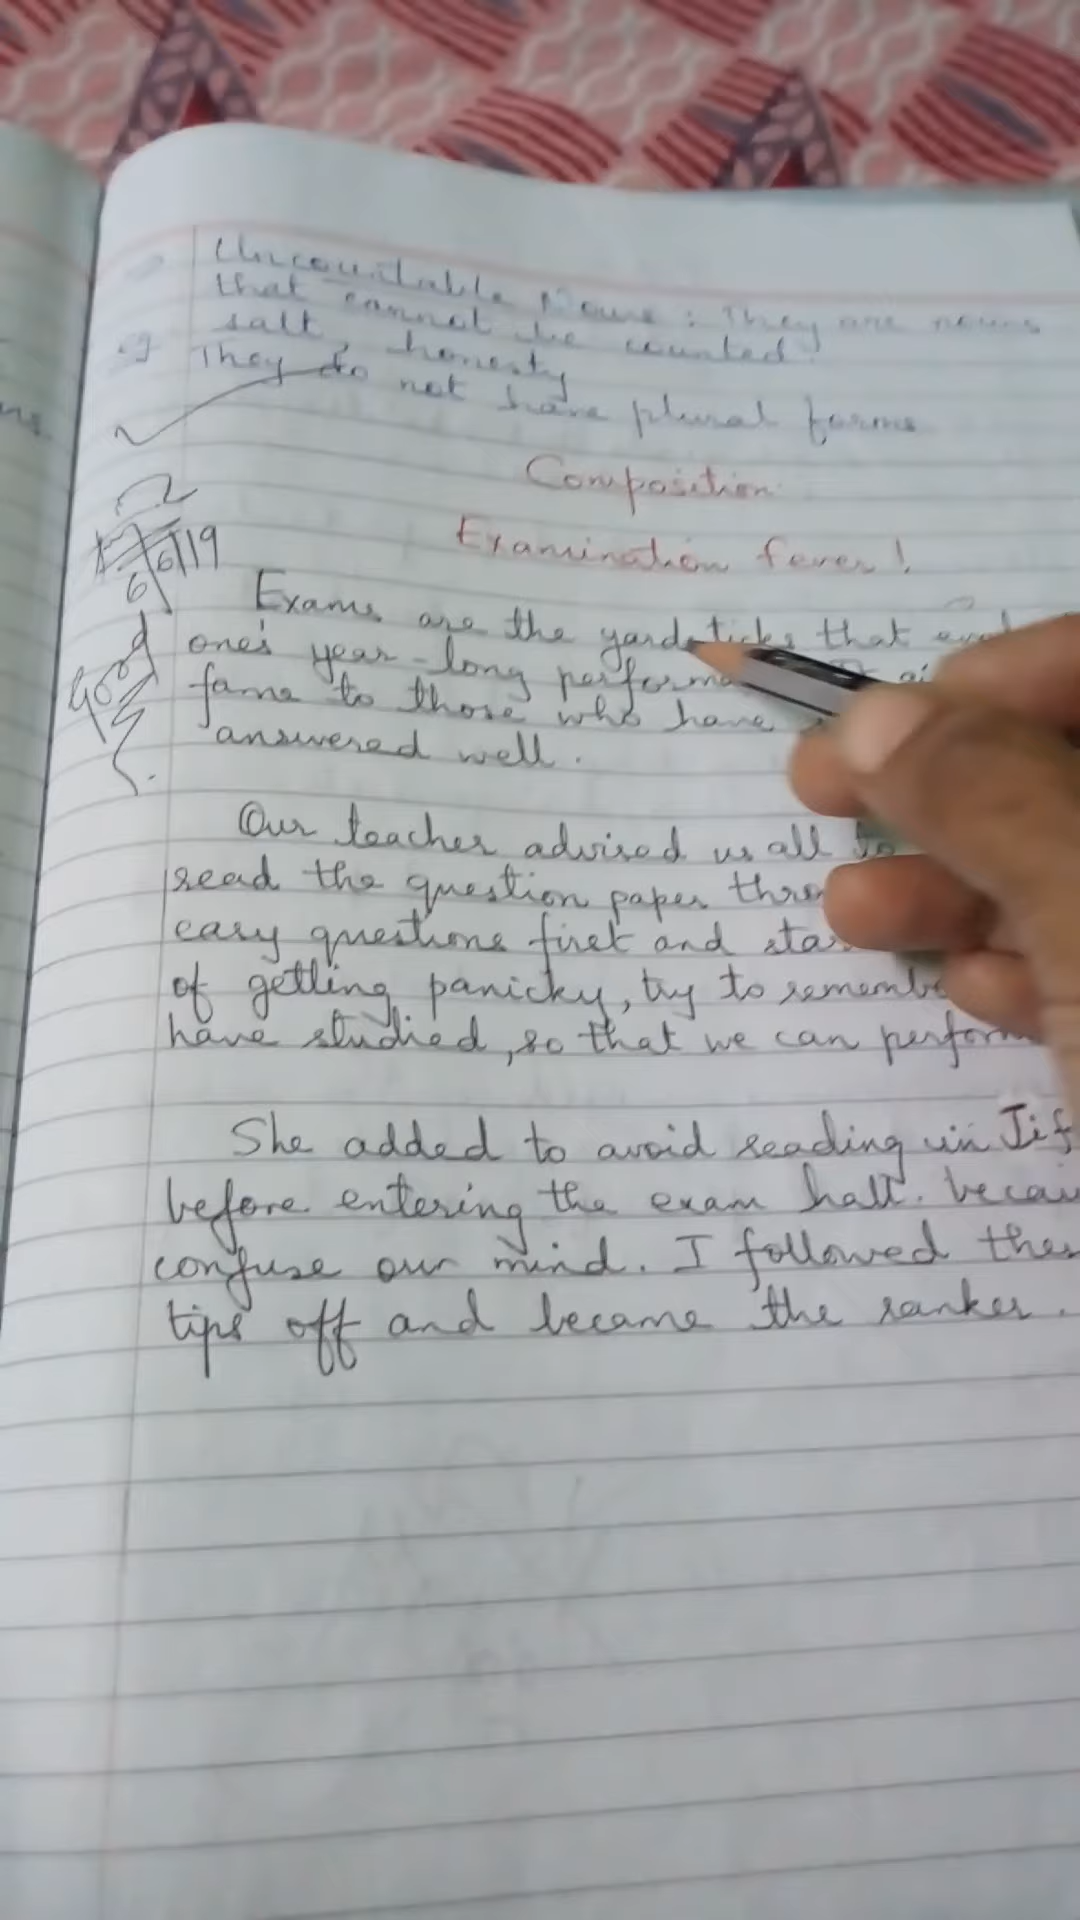 Uncountable Nouns : They are nouns
that cannot be counted.
salt, honesty
They do not have plural forms
Composition
Examination fever!
6/6/19
Good
Exams are the yardsticks that
one's year-long
fame to those who have
answered well.
Our teacher advised us all to
read the question paper
easy questions first and
of getting panicky, try to
have studied, so that we can perform
She added to avoid reading in
before entering the exam hall.
confuse our mind. I followed
tips off and became the ranker.